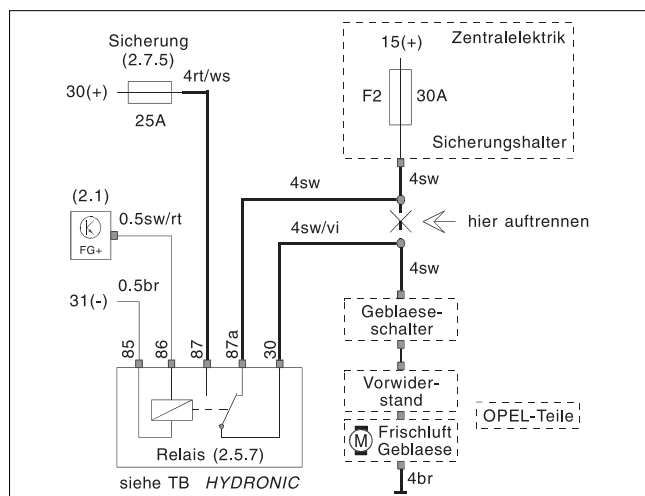 Sicherung
(2.7.5)
4rt/ws
30(+)
25A
15(+)
Zentralelektrik
F2
30A
Sicherungshalter
4sw
4sw
(2.1)
0.5sw/rt
FG+
4sw/vi
hier auftrennen
4sw
0.5br
31(-)
85
86
87
87a
30
Geblaese-
schalter
Vorwider-
stand
OPEL-Teile
M
Frischluft
Geblaese
Relais (2.5.7)
siehe TB HYDRONIC
4br